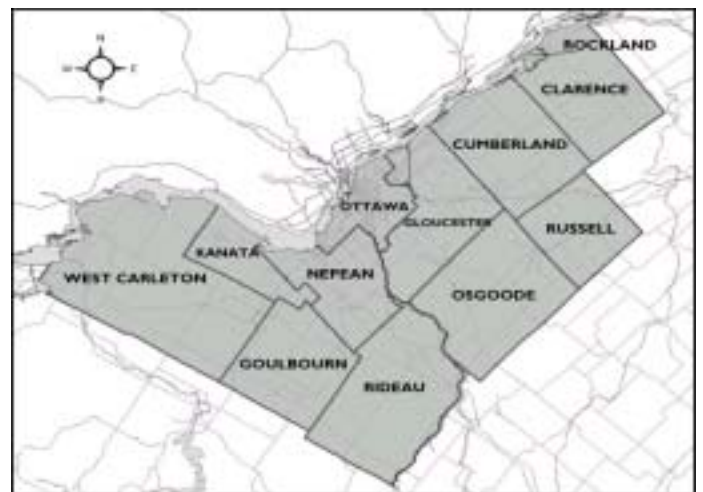 N
W
E
ROCKLAND
CLARENCE
CUMBERLAND
OTTAWA
GLOUCESTER
RUSSELL
KANATA
NEPEAN
WEST CARLETON
OSGOODE
GOULBOURN
RIDEAU